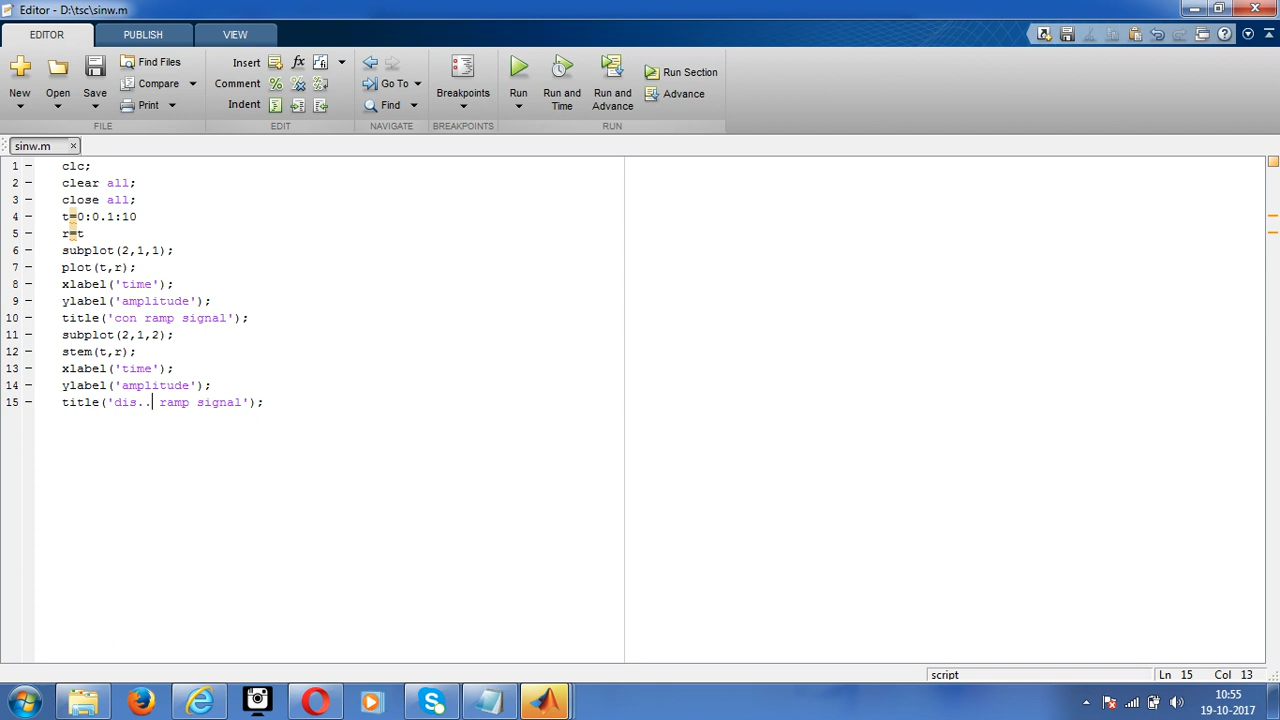 Editor - D:\tsc\sinw.m
EDITOR PUBLISH VIEW
New Open Save Find Files Compare Print
Insert fx Comment Indent
Go To Find
Breakpoints
Run Run and Time Run and Advance Run Section Advance
FILE EDIT NAVIGATE BREAKPOINTS RUN
sinw.m
1 clc;
2 clear all;
3 close all;
4 t=0:0.1:10
5 r=t
6 subplot(2,1,1);
7 plot(t,r);
8 xlabel('time');
9 ylabel('amplitude');
10 title('con ramp signal');
11 subplot(2,1,2);
12 stem(t,r);
13 xlabel('time');
14 ylabel('amplitude');
15 title('dis.. ramp signal');
script Ln 15 Col 13
10:55
19-10-2017